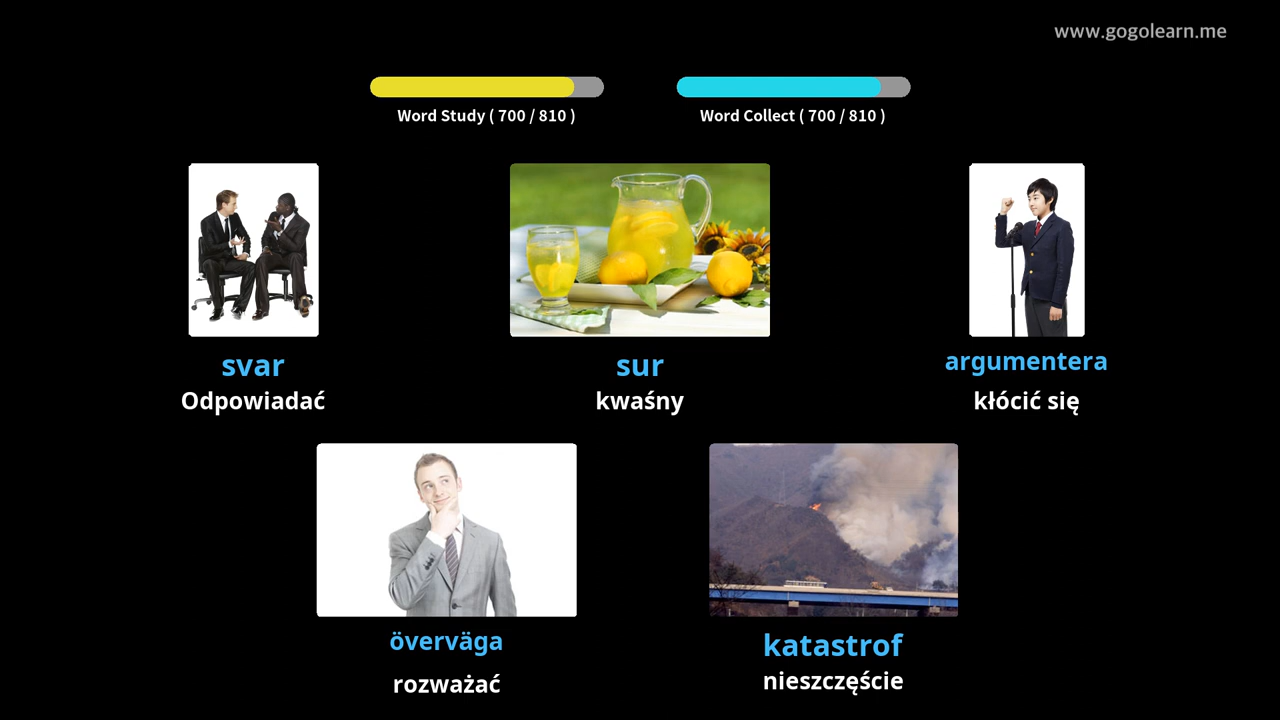 www.gogolearn.me
Word Study ( 700 / 810 )
Word Collect ( 700 / 810 )
svar
Odpowiadać
sur
kwaśny
argumentera
kłócić się
överväga
rozważać
katastrof
nieszczęście